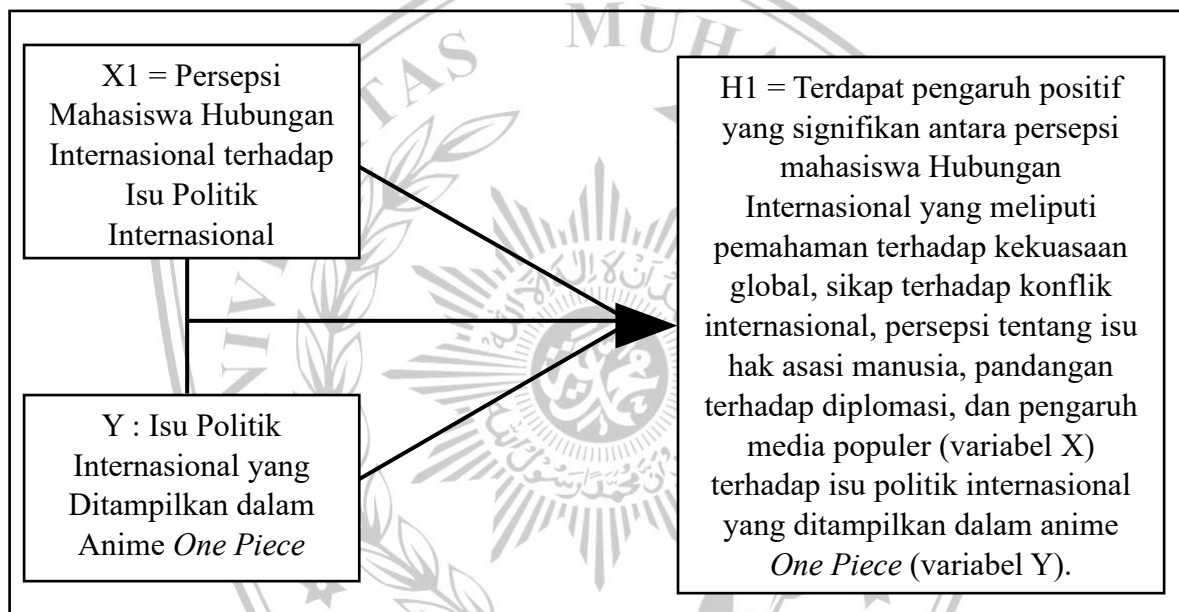 X1 = Persepsi
Mahasiswa Hubungan
Internasional terhadap
Isu Politik
Internasional
Y : Isu Politik
Internasional yang
Ditampilkan dalam
Anime One Piece
H1 = Terdapat pengaruh positif
yang signifikan antara persepsi
mahasiswa Hubungan
Internasional yang meliputi
pemahaman terhadap kekuasaan
global, sikap terhadap konflik
internasional, persepsi tentang isu
hak asasi manusia, pandangan
terhadap diplomasi, dan pengaruh
media populer (variabel X)
terhadap isu politik internasional
yang ditampilkan dalam anime
One Piece (variabel Y).